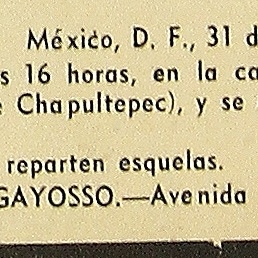 México, D. F., 31 d
s 16 horas, en la ca
e Chapultepec), y se
reparten esquelas.
GAYOSSO.—Avenida